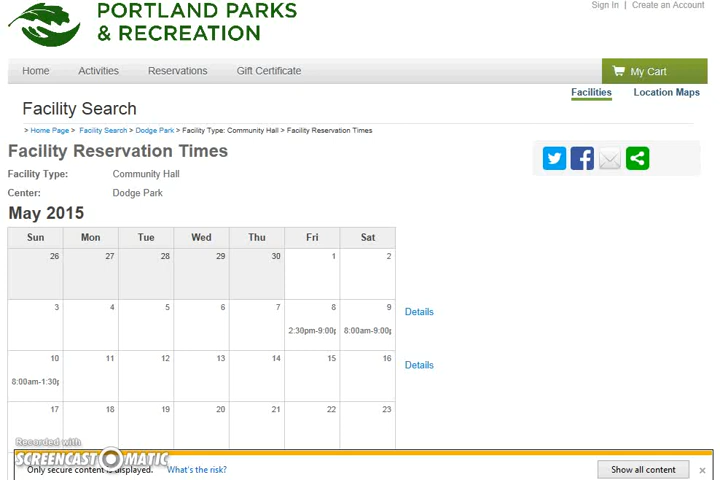 PORTLAND PARKS
& RECREATION
Sign In | Create an Account
Home Activities Reservations Gift Certificate My Cart
Facilities Location Maps
Facility Search
> Home Page > Facility Search > Dodge Park > Facility Type: Community Hall > Facility Reservation Times
Facility Reservation Times
Facility Type: Community Hall
Center: Dodge Park
May 2015
Sun Mon Tue Wed Thu Fri Sat
26 27 28 29 30 1 2
3 4 5 6 7 8 9
2:30pm-9:00p 8:00am-9:00p
Details
10 11 12 13 14 15 16
8:00am-1:30p
Details
17 18 19 20 21 22 23
Recorded with
SCREENCAST-O-MATIC
Only secure content is displayed. What's the risk? Show all content